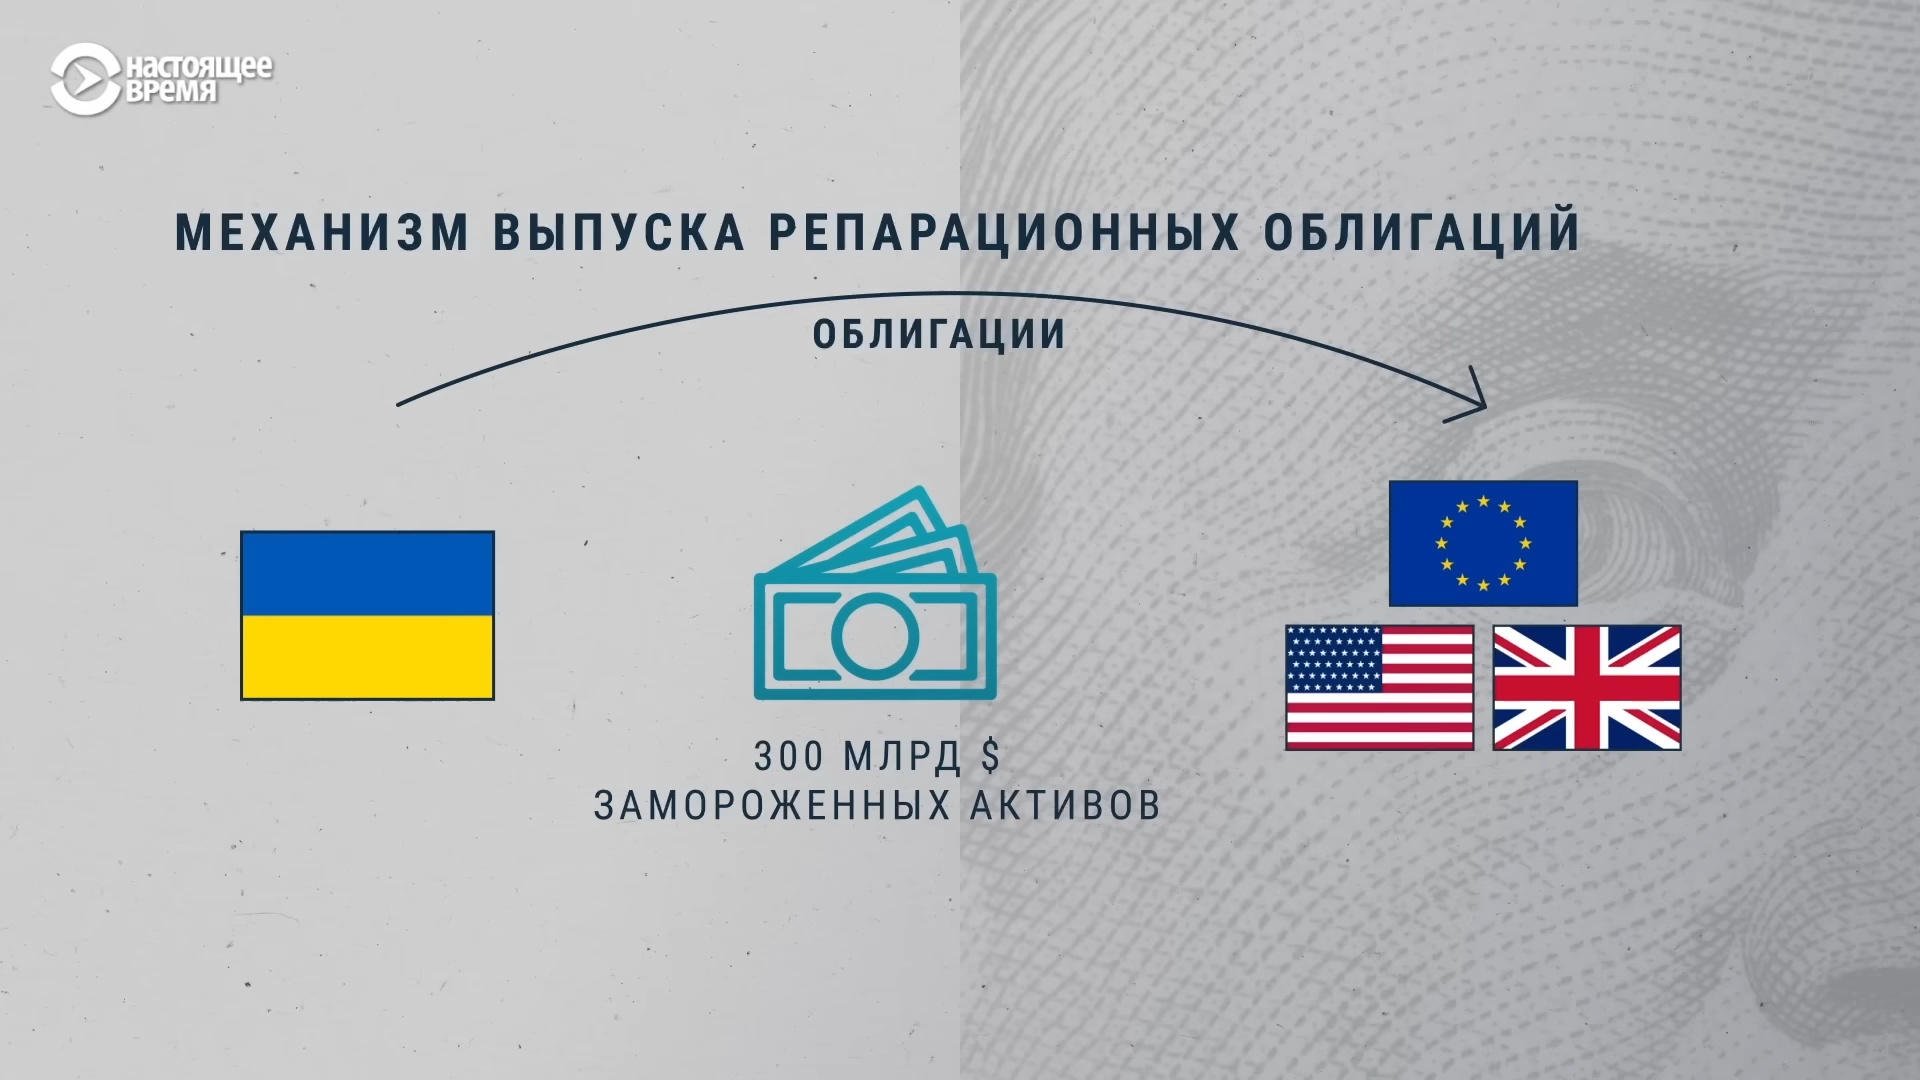 настоящее
время
МЕХАНИЗМ ВЫПУСКА РЕПАРАЦИОННЫХ ОБЛИГАЦИЙ
ОБЛИГАЦИИ
300 МЛРД $
ЗАМОРОЖЕННЫХ АКТИВОВ